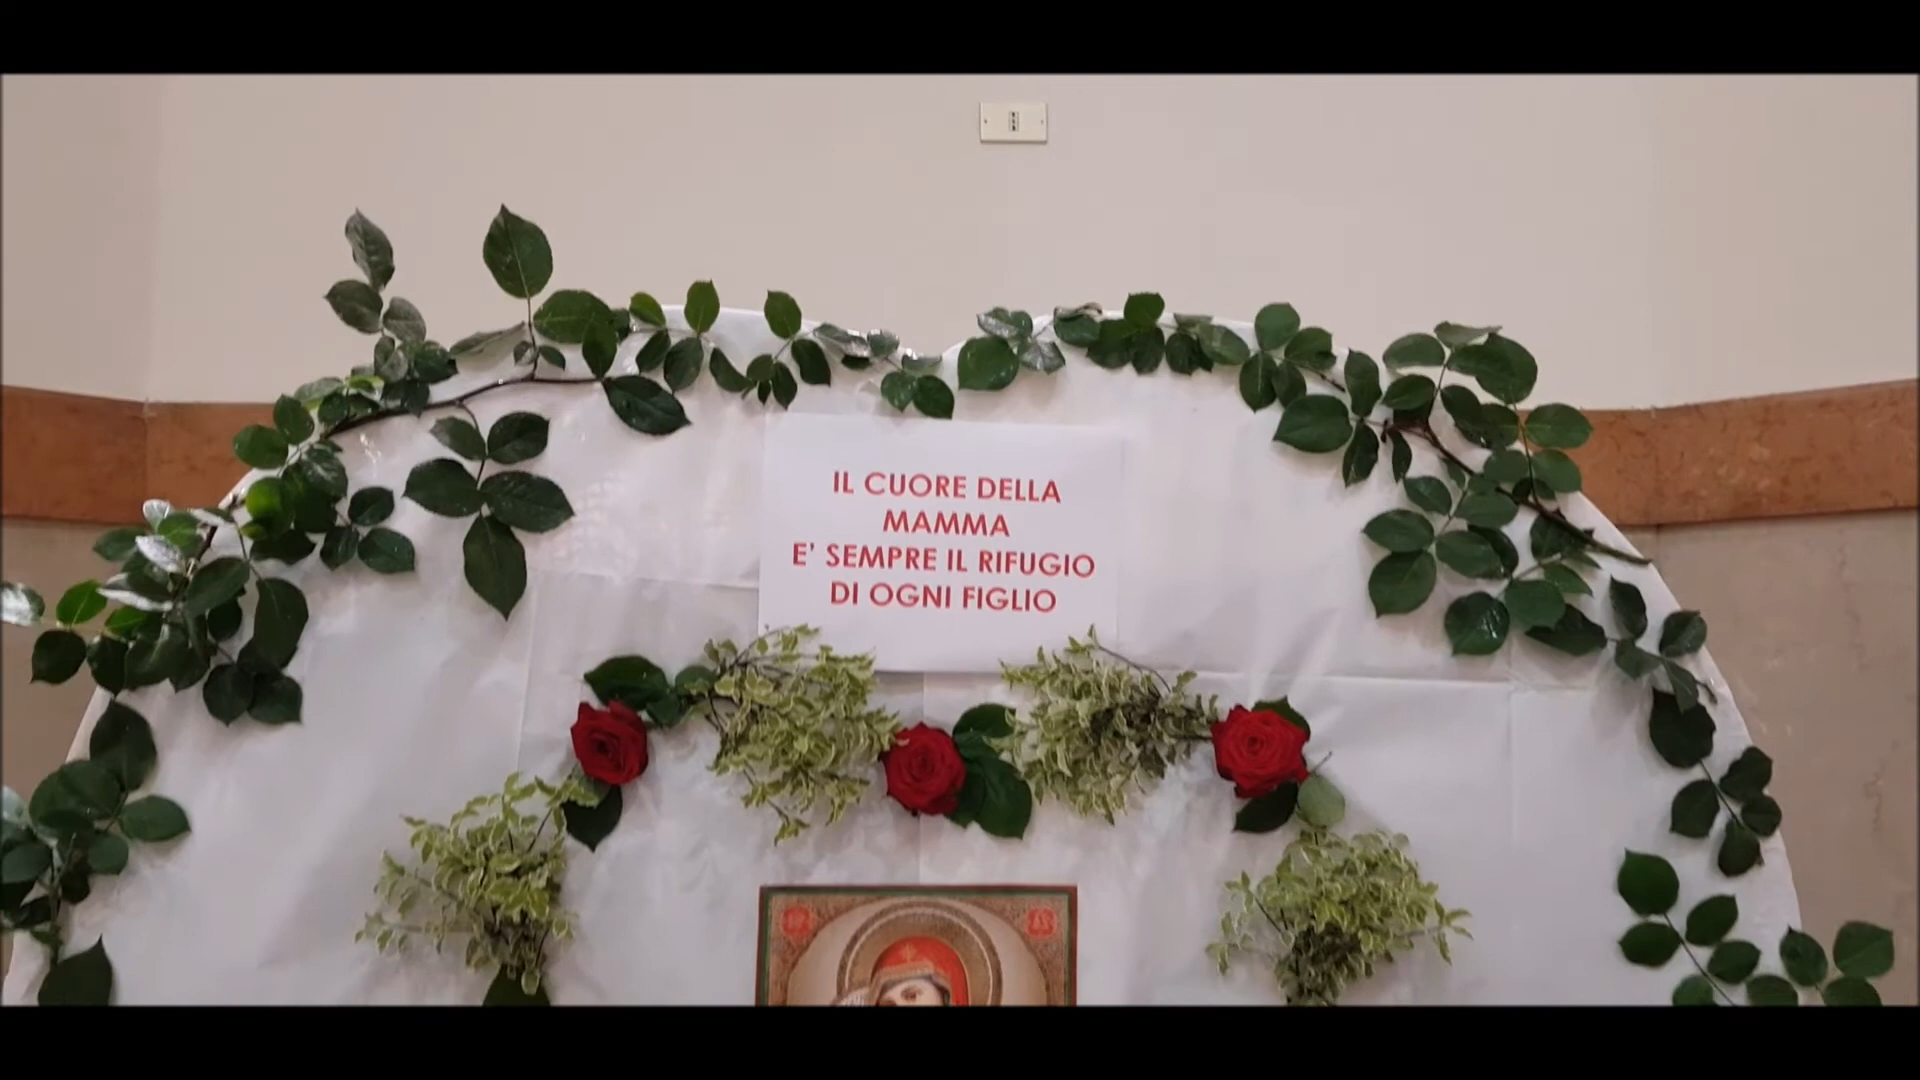 IL CUORE DELLA
MAMMA
E' SEMPRE IL RIFUGIO
DI OGNI FIGLIO